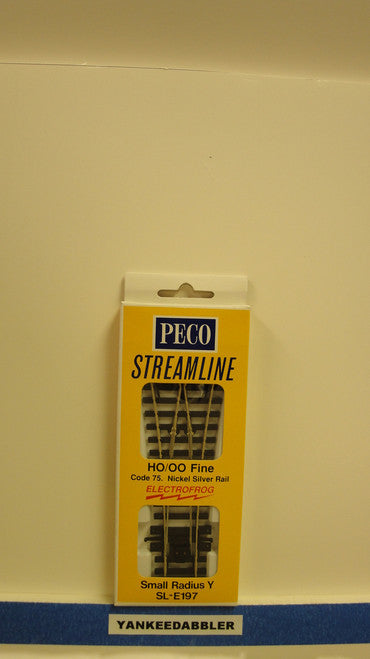 PECO
STREAMLINE
HO/OO Fine
Code 75. Nickel Silver Rail
ELECTROFROG
Small Radius Y
SL-E197
YANKEEDABBLER